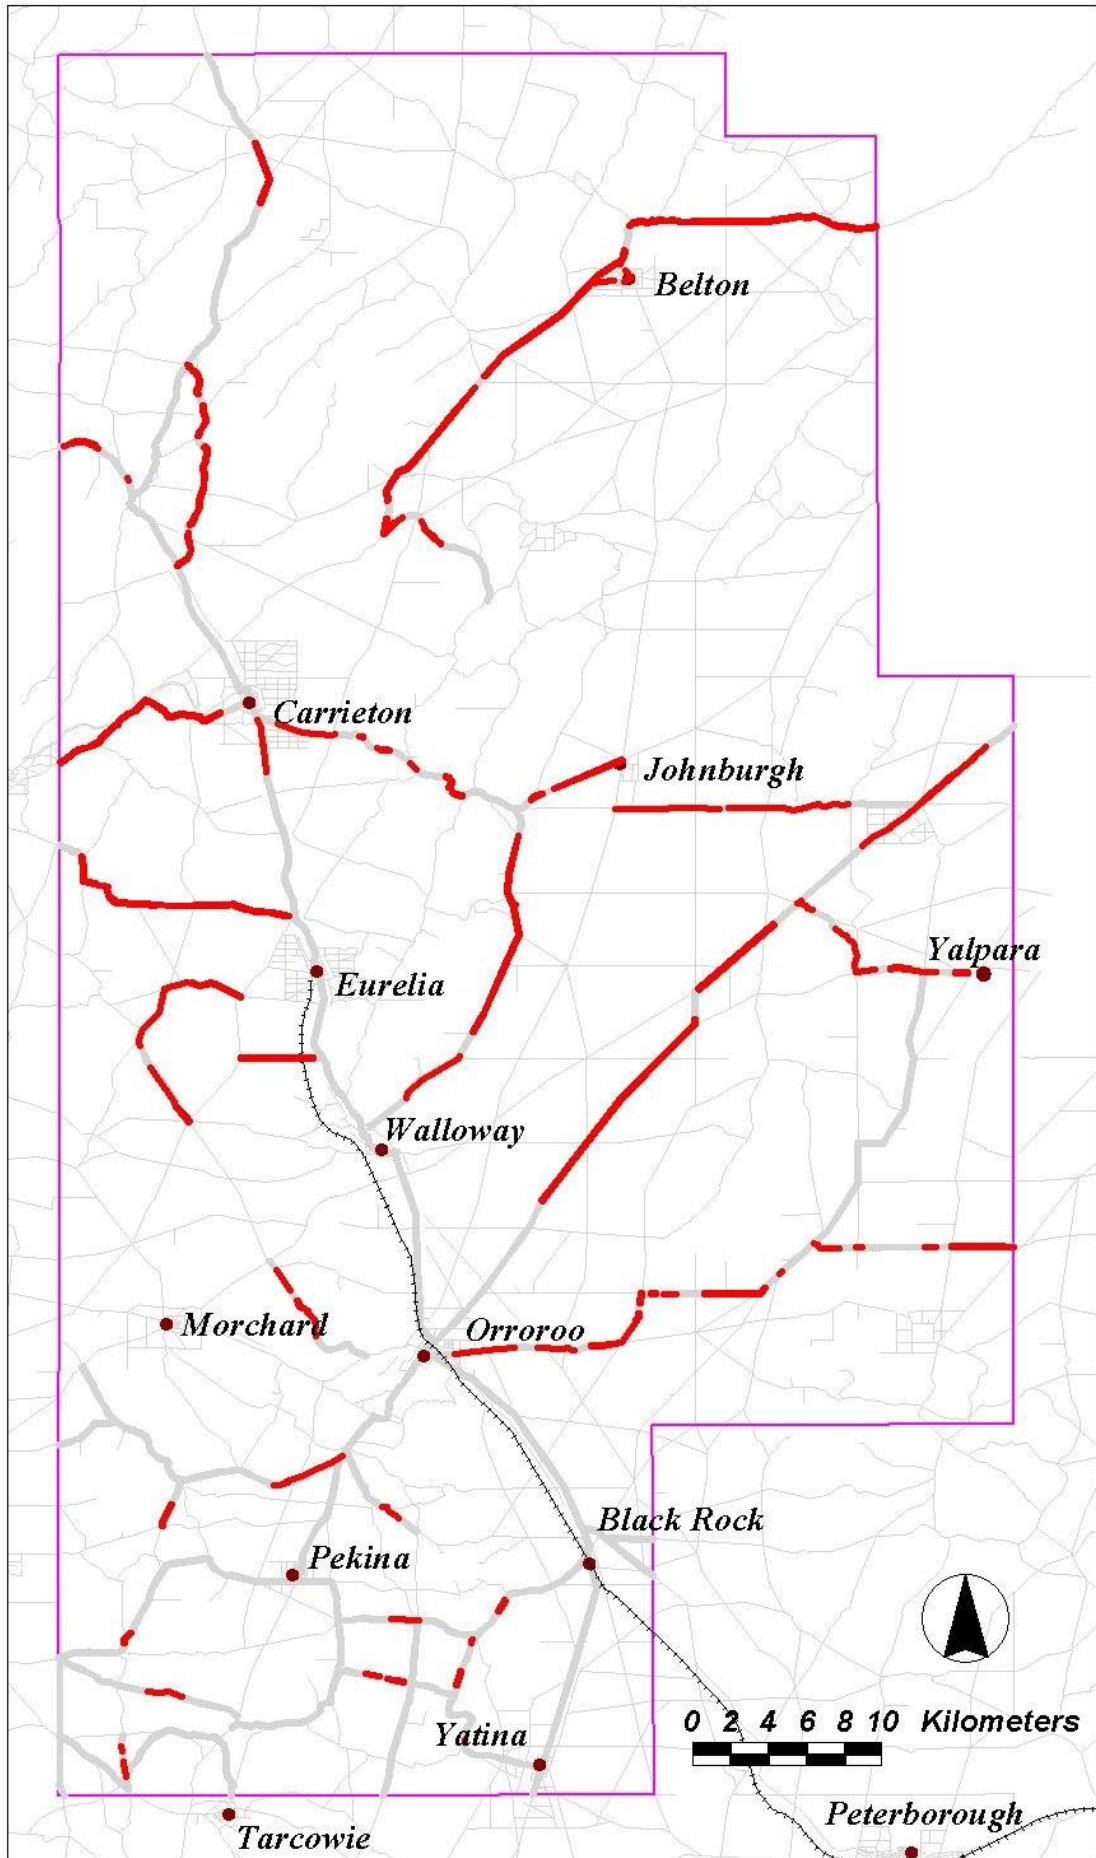 Belton
Carrieton
Johnburgh
Yalpara
Eurelia
Walloway
Morchard
Orroroo
Black Rock
Pekina
0 2 4 6 8 10 Kilometers
Yatina
Peterborough
Tarcowie